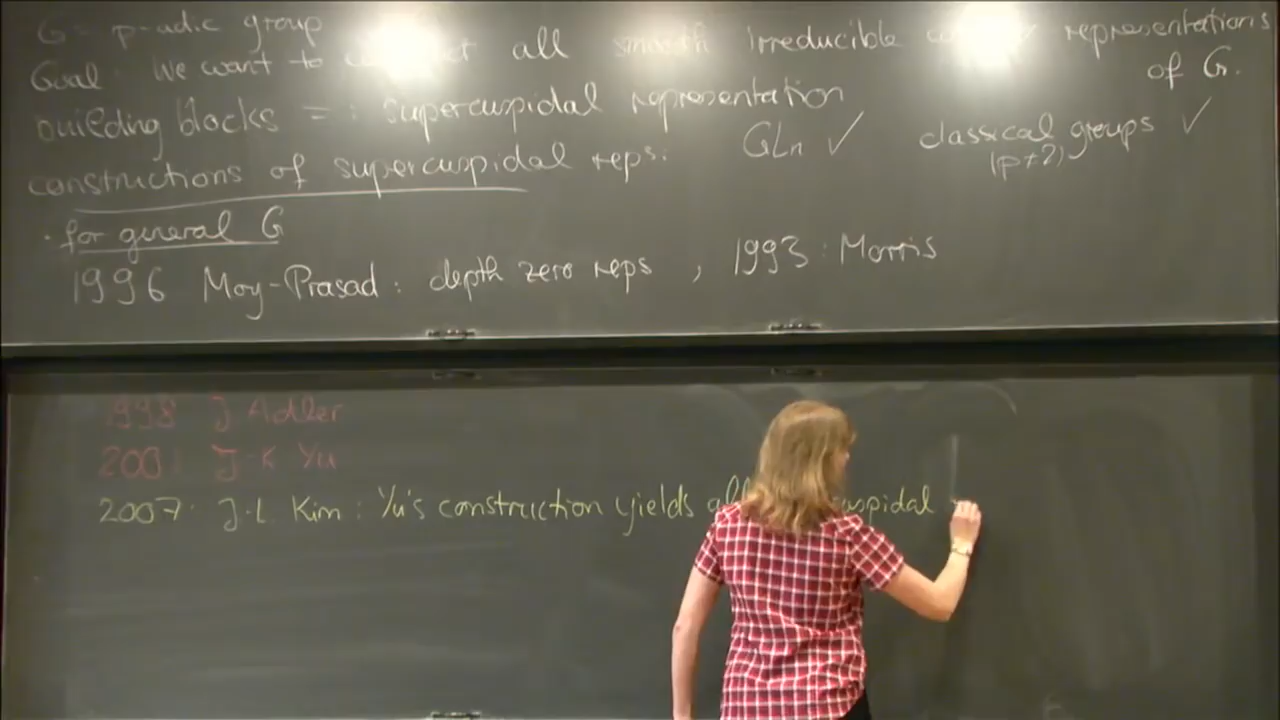 G = p-adic group
Goal: We want to construct all smooth irreducible representations
of G.
building blocks =: supercuspidal representation
constructions of supercuspidal reps: GLn ✓ classical groups ✓
(p≠2)
· for general G
1996 Moy-Prasad: depth zero reps, 1993: Morris
1998 J Adler
2001 J-K Yu
2007: J-L Kim: Yu's construction yields all cuspidal